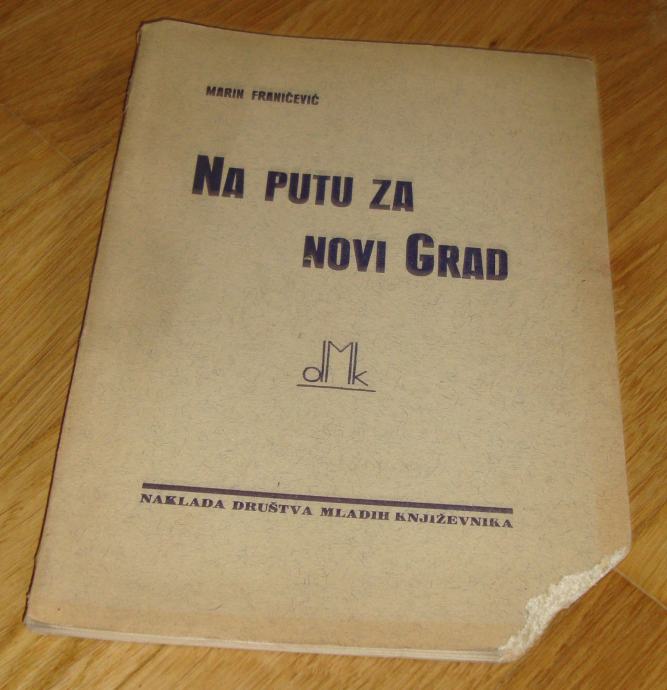 MARIN FRANIČEVIĆ
NA PUTU ZA
NOVI GRAD
dMk
NAKLADA DRUŠTVA MLADIH KNJIŽEVNIKA